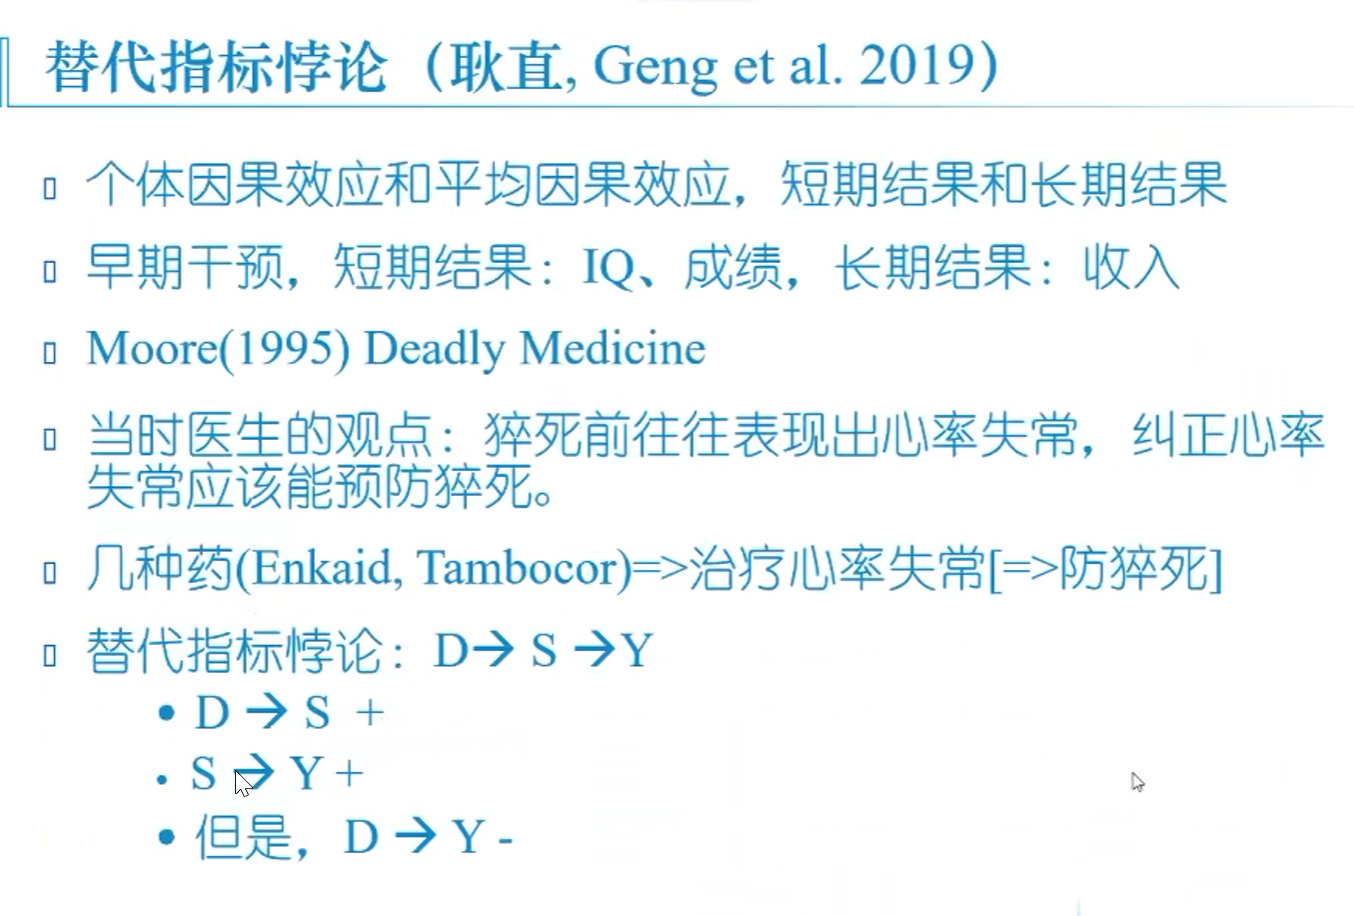 替代指标悖论（耿直, Geng et al. 2019）
个体因果效应和平均因果效应，短期结果和长期结果
早期干预，短期结果：IQ、成绩，长期结果：收入
Moore(1995) Deadly Medicine
当时医生的观点：猝死前往往表现出心率失常，纠正心率
失常应该能预防猝死。
几种药(Enkaid, Tambocor)=>治疗心率失常[=>防猝死]
替代指标悖论：D→ S →Y
• D → S +
• S → Y +
• 但是，D → Y -